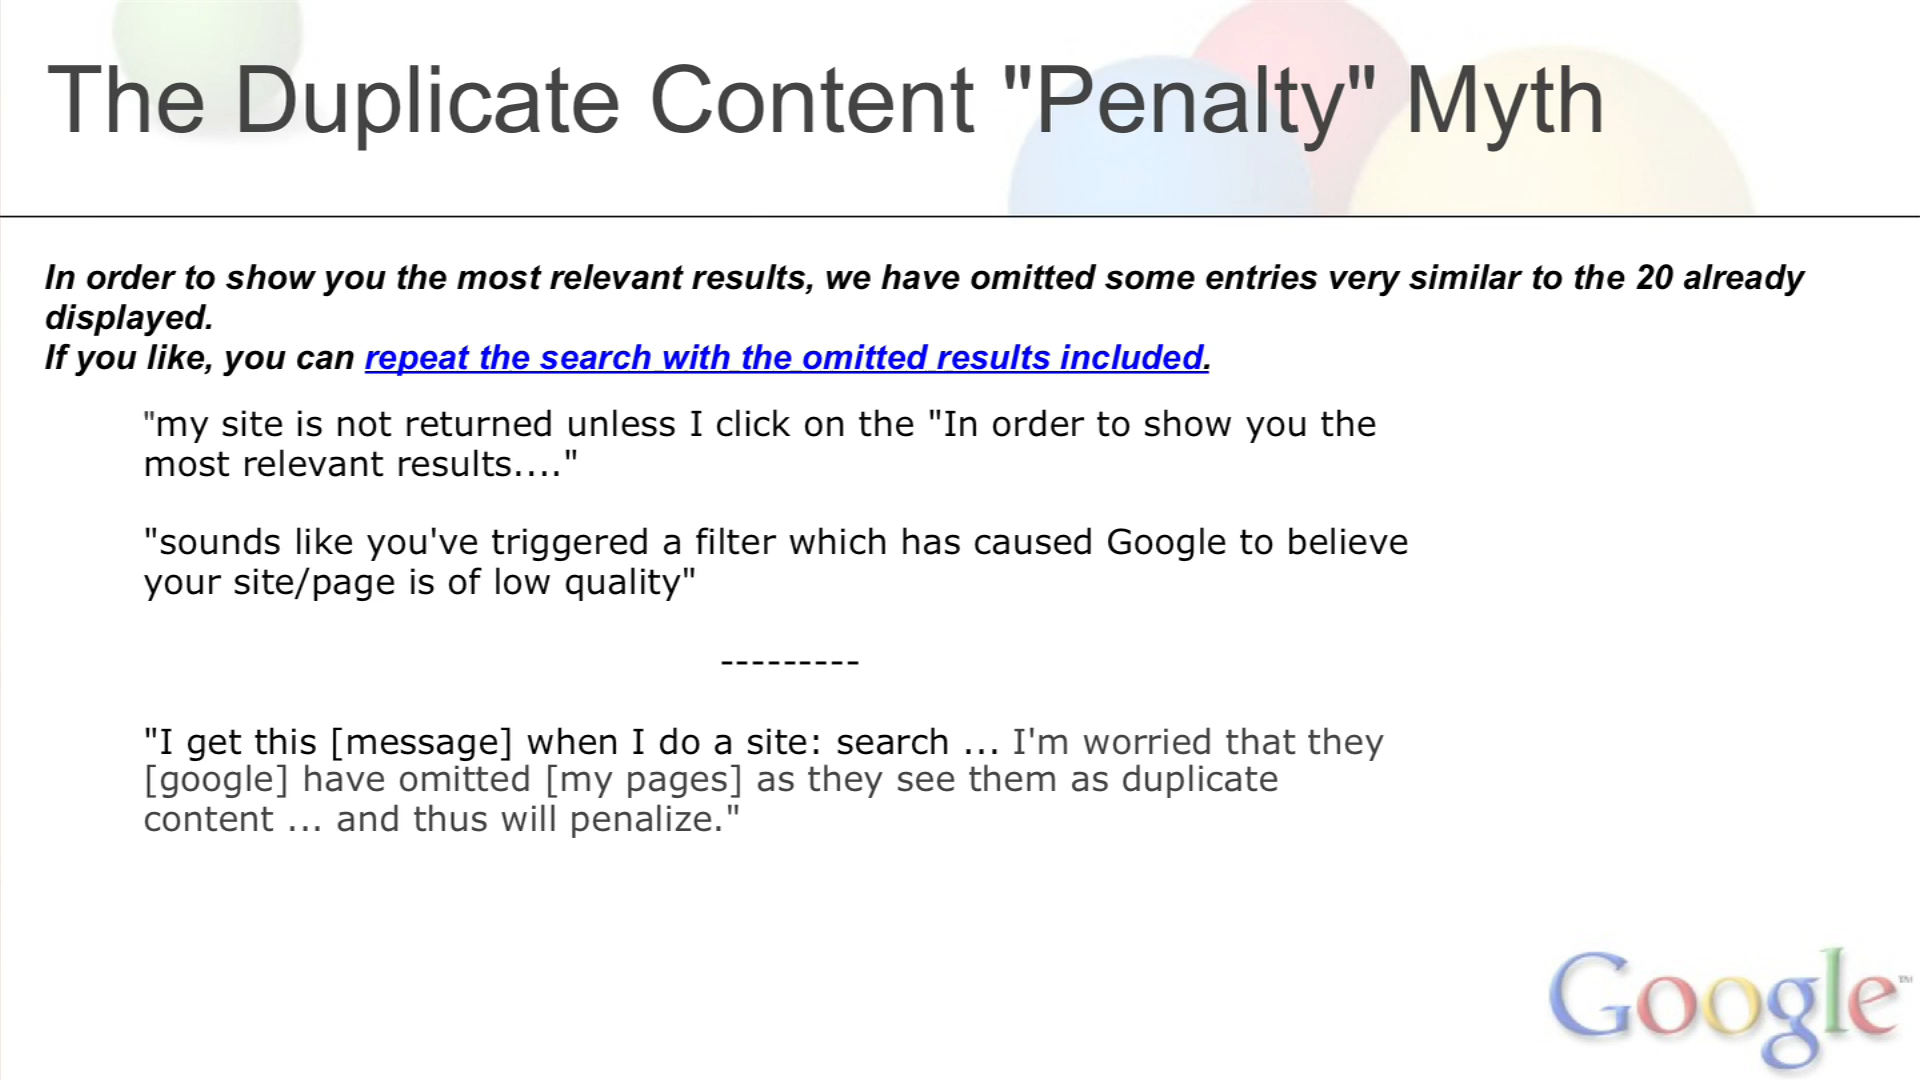 The Duplicate Content "Penalty" Myth
In order to show you the most relevant results, we have omitted some entries very similar to the 20 already
displayed.
If you like, you can repeat the search with the omitted results included.
"my site is not returned unless I click on the "In order to show you the
most relevant results...."
"sounds like you've triggered a filter which has caused Google to believe
your site/page is of low quality"
---------
"I get this [message] when I do a site: search ... I'm worried that they
[google] have omitted [my pages] as they see them as duplicate
content ... and thus will penalize."
Google™